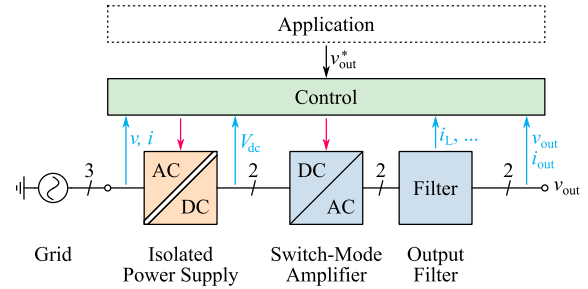 Application
v*out
Control
v, i
Vdc
iL, ...
vout
iout
3
AC
DC
2
DC
AC
2
Filter
2
vout
Grid
Isolated
Power Supply
Switch-Mode
Amplifier
Output
Filter